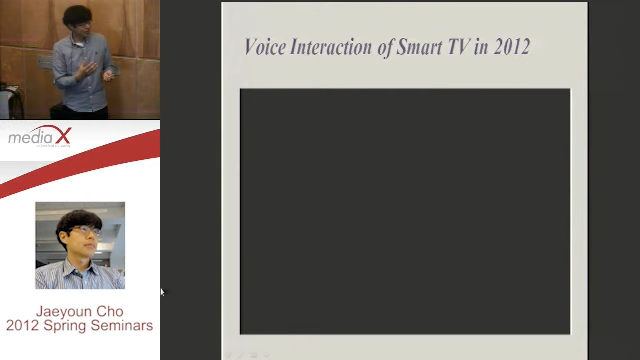 Voice Interaction of Smart TV in 2012
mediaX
Jaeyoun Cho
2012 Spring Seminars